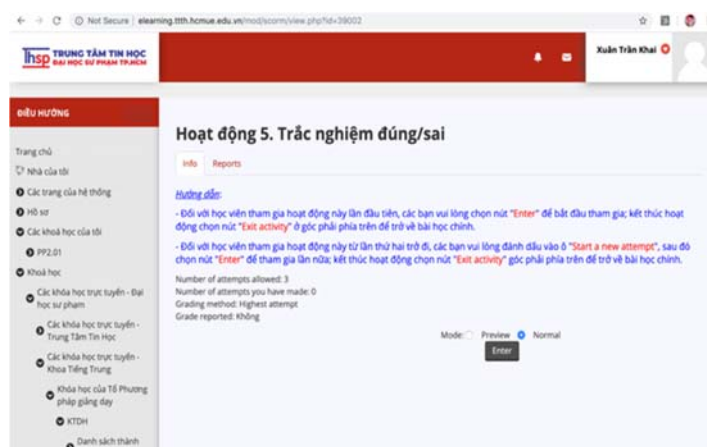 Not Secure | elearning.ttth.hcmue.edu.vn/mod/scorm/view.php?id=39002
thsp TRUNG TÂM TIN HỌC
ĐẠI HỌC SƯ PHẠM TP.HCM
Xuân Trần Khai
ĐIỀU HƯỚNG
Trang chủ
Nhà của tôi
Các trang của hệ thống
Hồ sơ
Các khoá học của tôi
PP2.01
Khoá học
Các khóa học trực tuyến - Đại
học sư phạm
Các khóa học trực tuyến -
Trung Tâm Tin Học
Các khóa học trực tuyến -
Khoa Tiếng Trung
Khóa học của Tổ Phương
pháp giảng dạy
KTDH
Danh sách thành
Hoạt động 5. Trắc nghiệm đúng/sai
Info Reports
Hướng dẫn:
- Đối với học viên tham gia hoạt động này lần đầu tiên, các bạn vui lòng chọn nút "Enter" để bắt đầu tham gia; kết thúc hoạt
động chọn nút "Exit activity" ở góc phải phía trên để trở về bài học chính.
- Đối với học viên tham gia hoạt động này từ lần thứ hai trở đi, các bạn vui lòng đánh dấu vào ô "Start a new attempt", sau đó
chọn nút "Enter" để tham gia lần nữa; kết thúc hoạt động chọn nút "Exit activity" góc phải phía trên để trở về bài học chính.
Number of attempts allowed: 3
Number of attempts you have made: 0
Grading method: Highest attempt
Grade reported: Không
Mode: Preview Normal
Enter